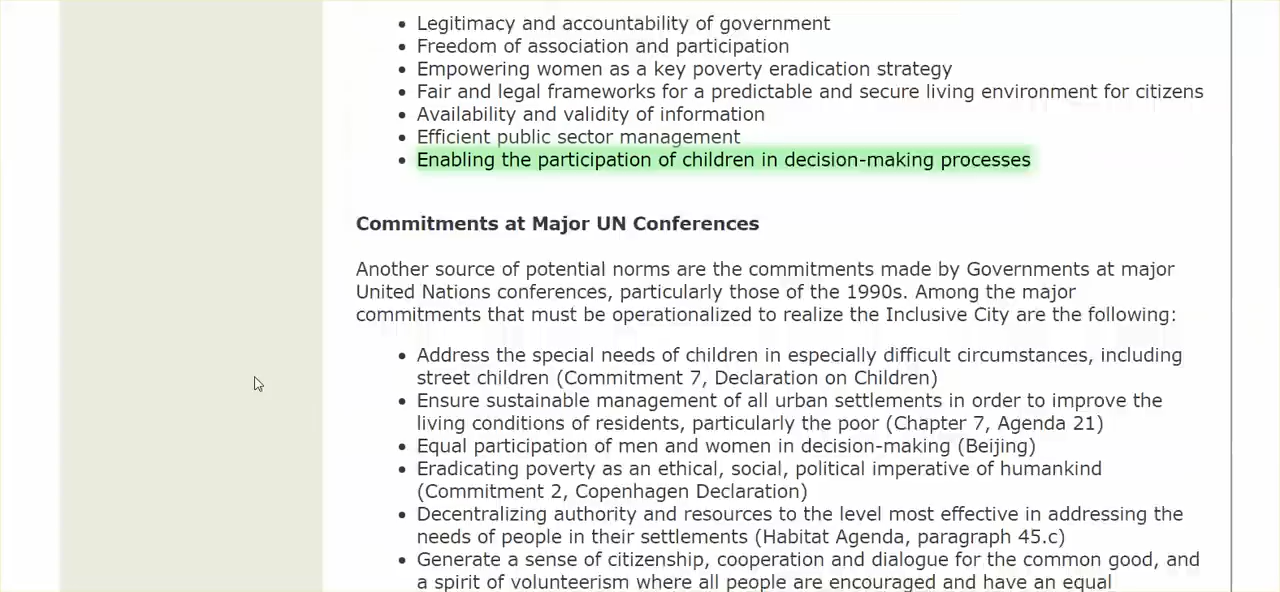 • Legitimacy and accountability of government
• Freedom of association and participation
• Empowering women as a key poverty eradication strategy
• Fair and legal frameworks for a predictable and secure living environment for citizens
• Availability and validity of information
• Efficient public sector management
• Enabling the participation of children in decision-making processes
Commitments at Major UN Conferences
Another source of potential norms are the commitments made by Governments at major
United Nations conferences, particularly those of the 1990s. Among the major
commitments that must be operationalized to realize the Inclusive City are the following:
• Address the special needs of children in especially difficult circumstances, including
street children (Commitment 7, Declaration on Children)
• Ensure sustainable management of all urban settlements in order to improve the
living conditions of residents, particularly the poor (Chapter 7, Agenda 21)
• Equal participation of men and women in decision-making (Beijing)
• Eradicating poverty as an ethical, social, political imperative of humankind
(Commitment 2, Copenhagen Declaration)
• Decentralizing authority and resources to the level most effective in addressing the
needs of people in their settlements (Habitat Agenda, paragraph 45.c)
• Generate a sense of citizenship, cooperation and dialogue for the common good, and
a spirit of volunteerism where all people are encouraged and have an equal